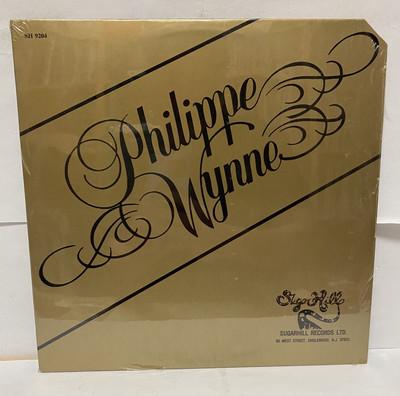 SH 9204
Philippe
Wynne
Sugar Hill
SUGARHILL RECORDS LTD.
96 WEST STREET, ENGLEWOOD, N.J. 07631